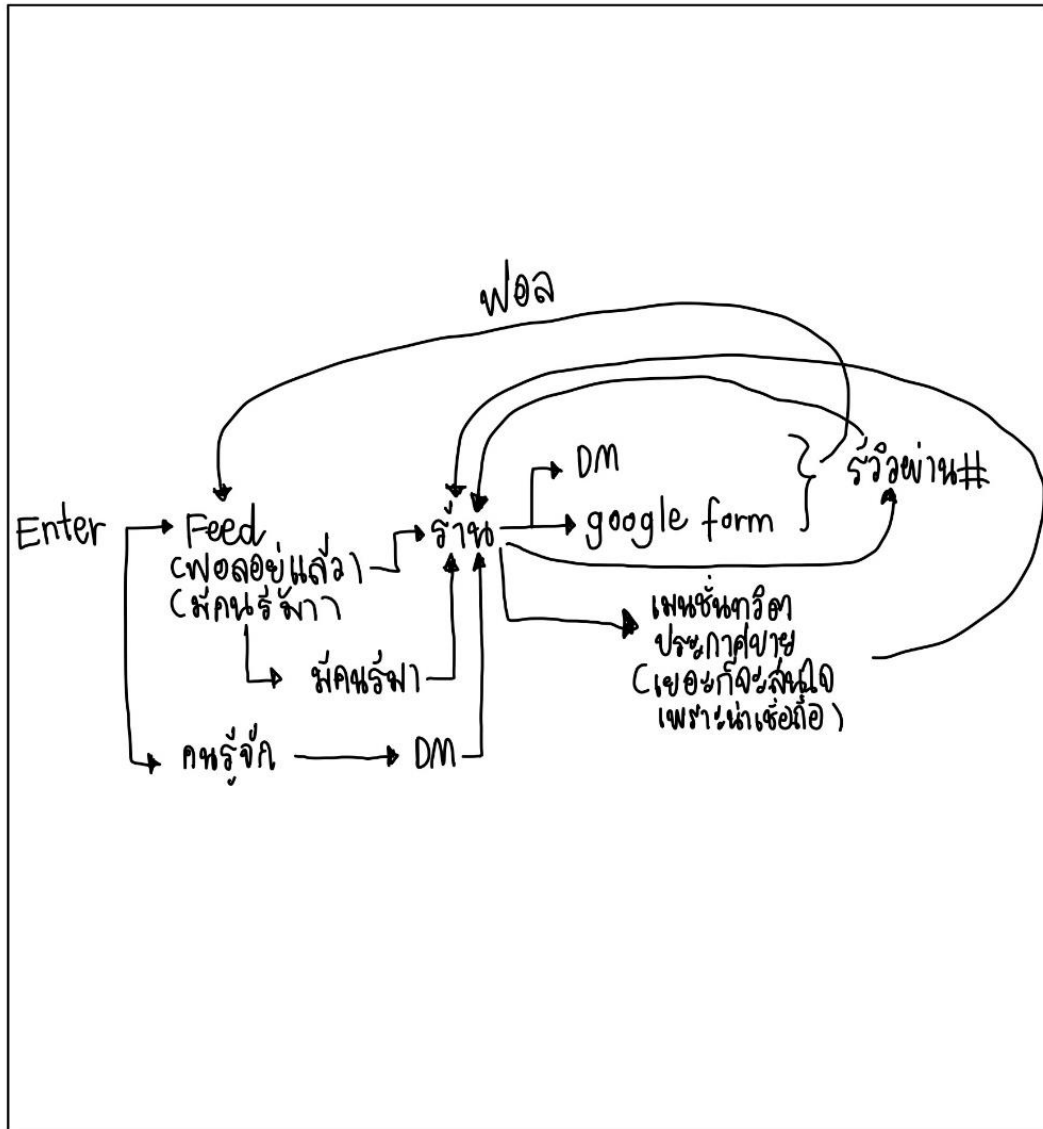 ฟอล
DM
รีวิวผ่าน#
Enter
Feed
ร้าน
google form
(ฟอลอยู่แล้ว)
(มีคนรีมา)
มีคนรีมา
เมนชั่นทวิตา
ประกาศขาย
(เยอะก็จะสนใจ
เพราะน่าเชื่อถือ)
คนรู้จัก
DM